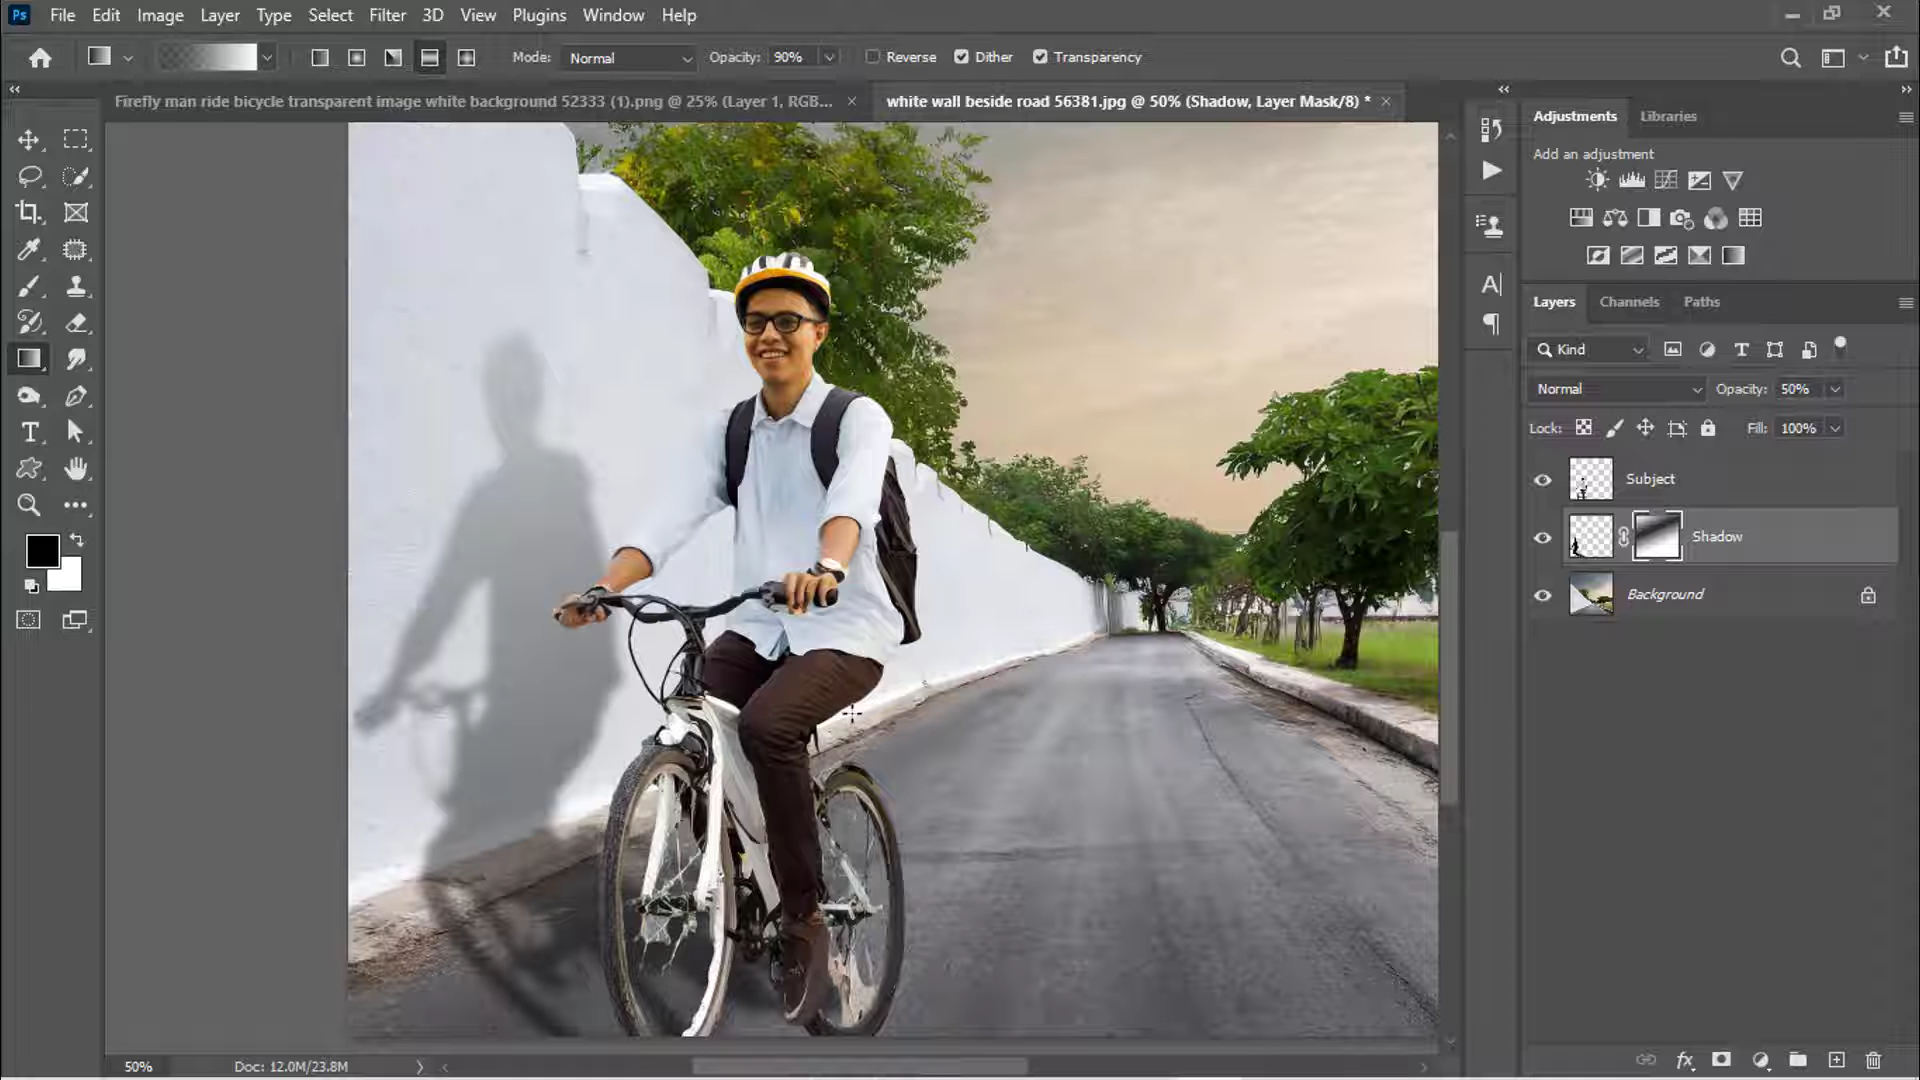 Ps File Edit Image Layer Type Select Filter 3D View Plugins Window Help
Mode: Normal Opacity: 90% Reverse Dither Transparency
Firefly man ride bicycle transparent image white background 52333 (1).png @ 25% (Layer 1, RGB... white wall beside road 56381.jpg @ 50% (Shadow, Layer Mask/8) *
Adjustments Libraries
Add an adjustment
Layers Channels Paths
Kind
Normal Opacity: 50%
Lock: Fill: 100%
Subject
Shadow
Background
50% Doc: 12.0M/23.8M